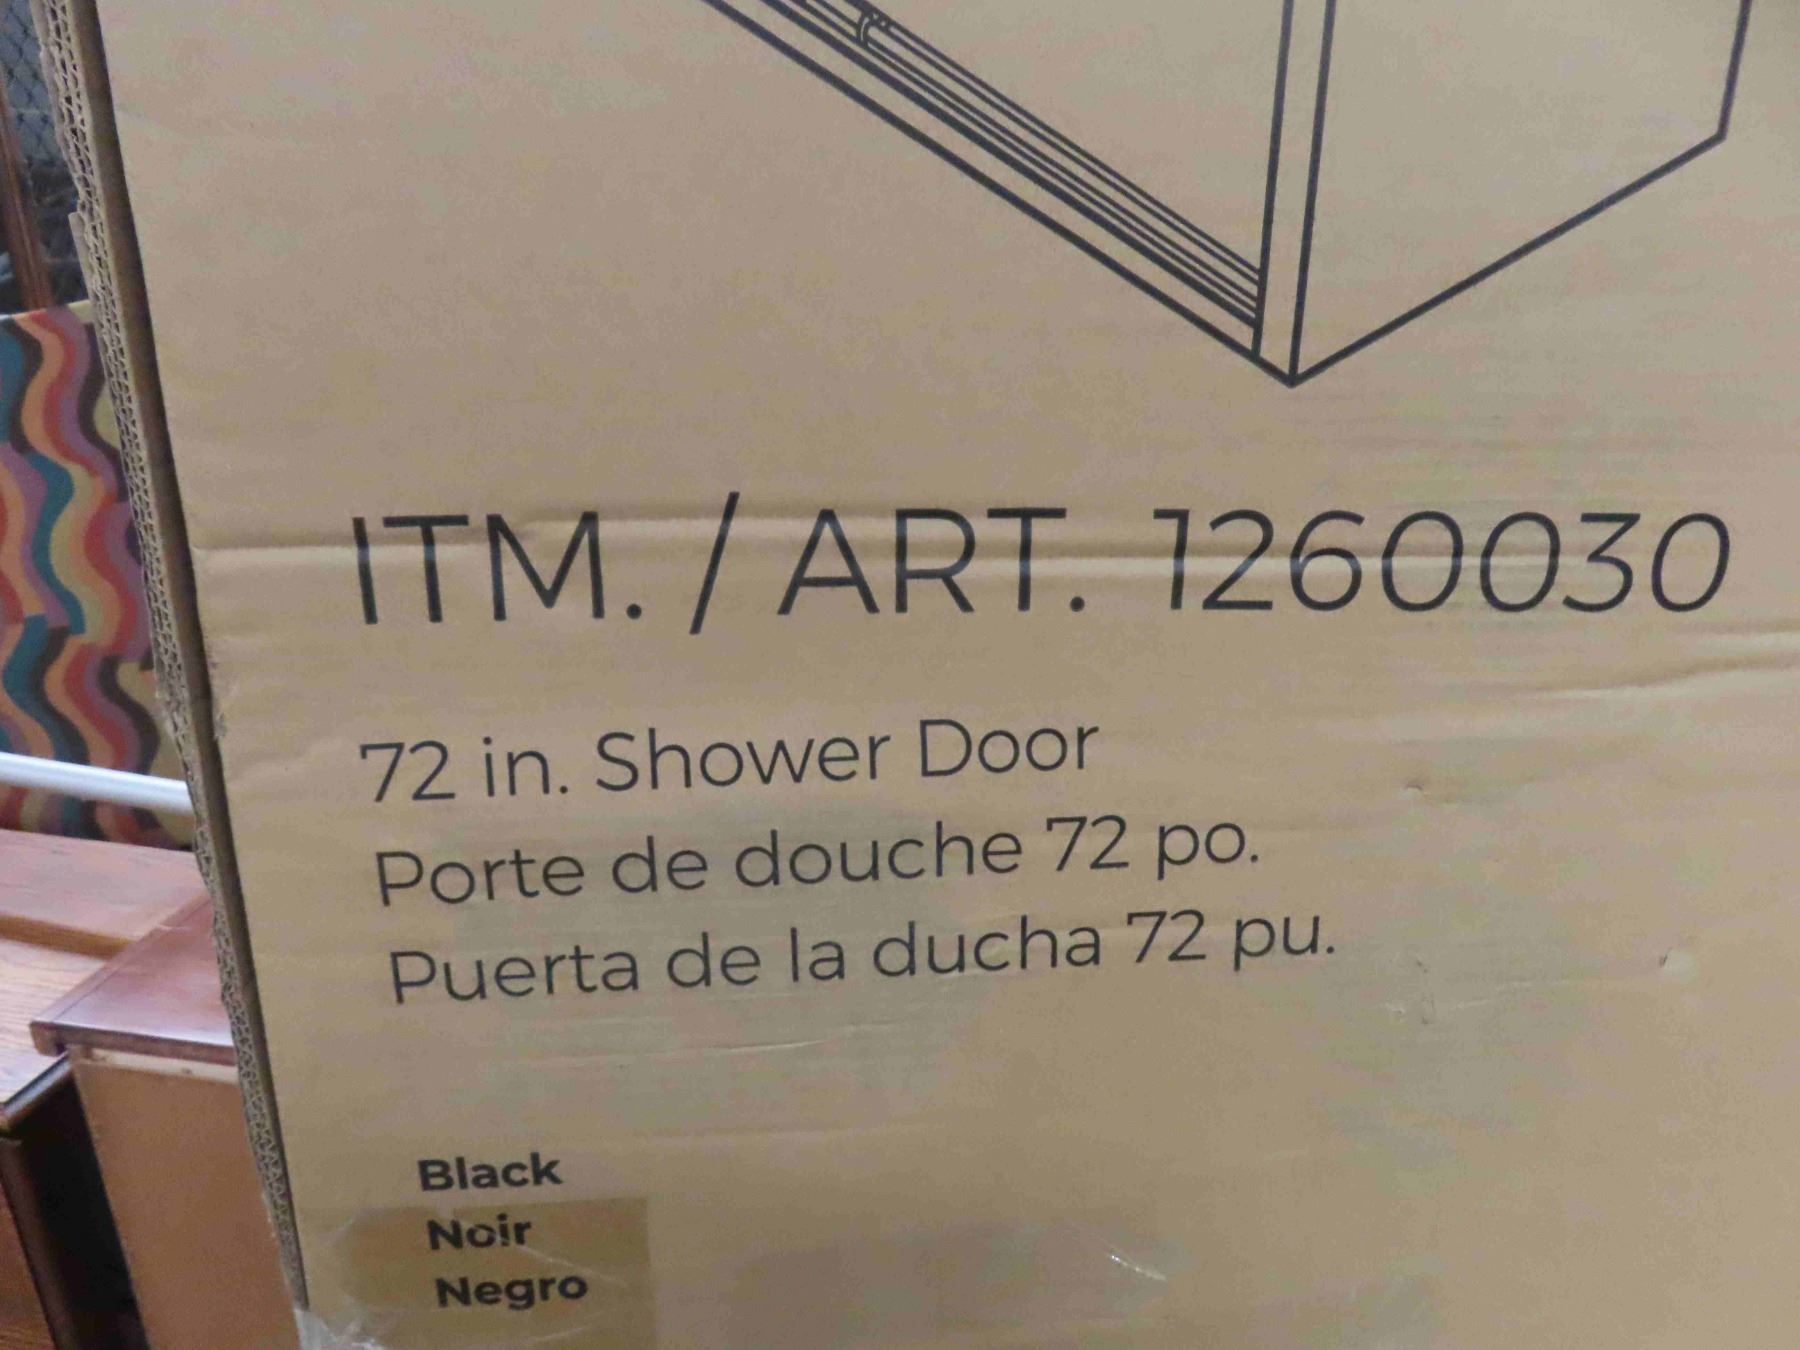 ITM. / ART. 1260030
72 in. Shower Door
Porte de douche 72 po.
Puerta de la ducha 72 pu.
Black
Noir
Negro